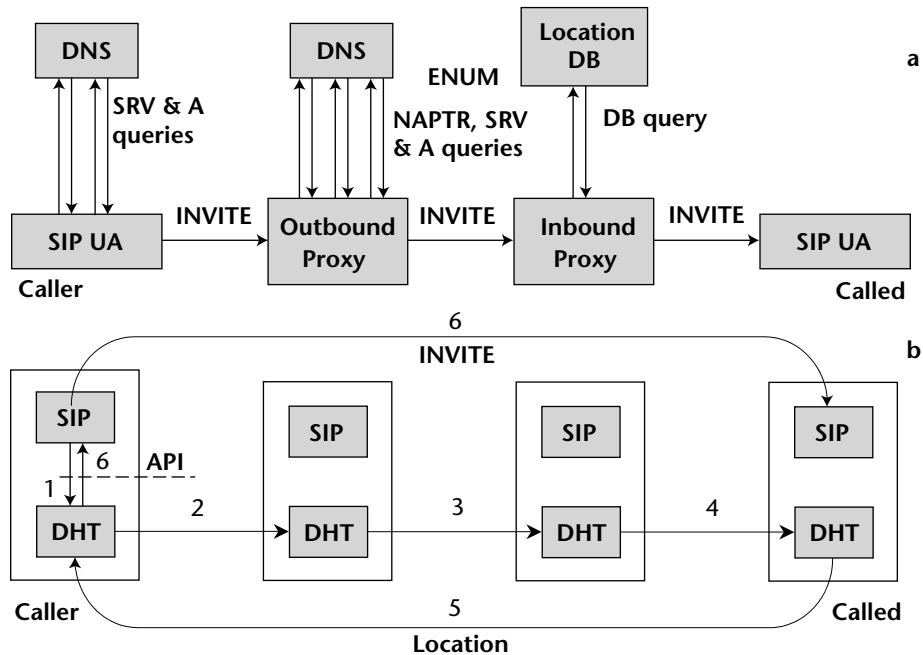 DNS
DNS
Location
DB
a
ENUM
SRV & A
queries
NAPTR, SRV
& A queries
DB query
INVITE
INVITE
INVITE
SIP UA
Outbound
Proxy
Inbound
Proxy
SIP UA
Caller
Called
6
INVITE
b
SIP
SIP
SIP
SIP
6
API
1
2
3
4
DHT
DHT
DHT
DHT
Caller
5
Called
Location